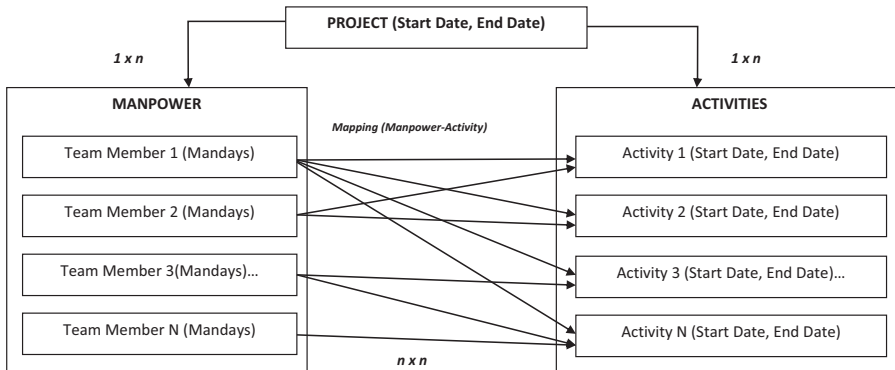 PROJECT (Start Date, End Date)
1 x n
1 x n
MANPOWER
ACTIVITIES
Mapping (Manpower-Activity)
Team Member 1 (Mandays)
Activity 1 (Start Date, End Date)
Team Member 2 (Mandays)
Activity 2 (Start Date, End Date)
Team Member 3(Mandays)...
Activity 3 (Start Date, End Date)...
Team Member N (Mandays)
Activity N (Start Date, End Date)
n x n